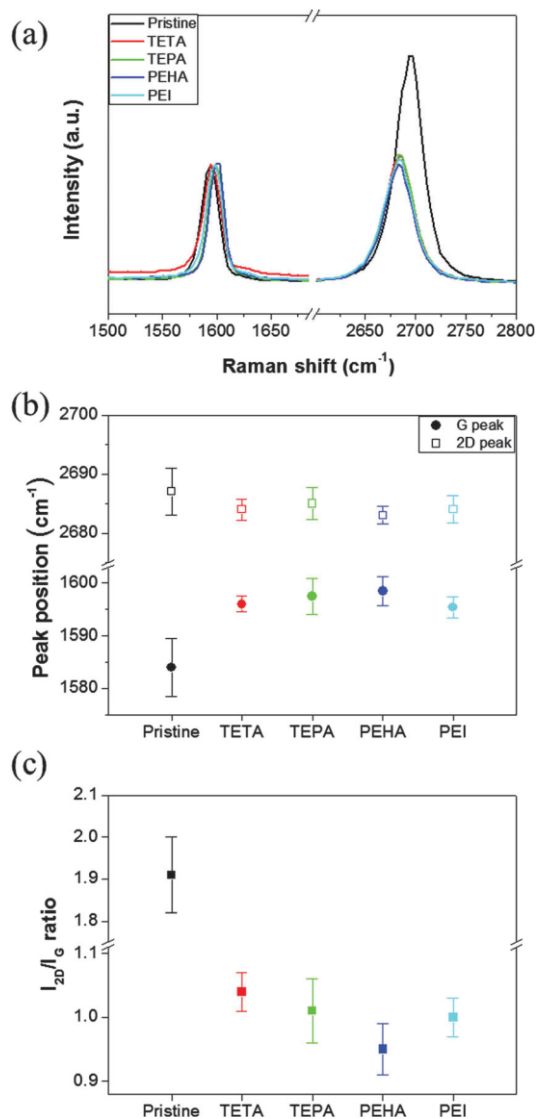 (a)
Pristine
TETA
TEPA
PEHA
PEI
Intensity (a.u.)
1500 1550 1600 1650 2650 2700 2750 2800
Raman shift (cm⁻¹)
(b)
2700
G peak
2D peak
2690
2680
1600
1590
1580
Peak position (cm⁻¹)
Pristine TETA TEPA PEHA PEI
(c)
2.1
2.0
1.9
1.8
1.1
1.0
0.9
I₂D/IG ratio
Pristine TETA TEPA PEHA PEI